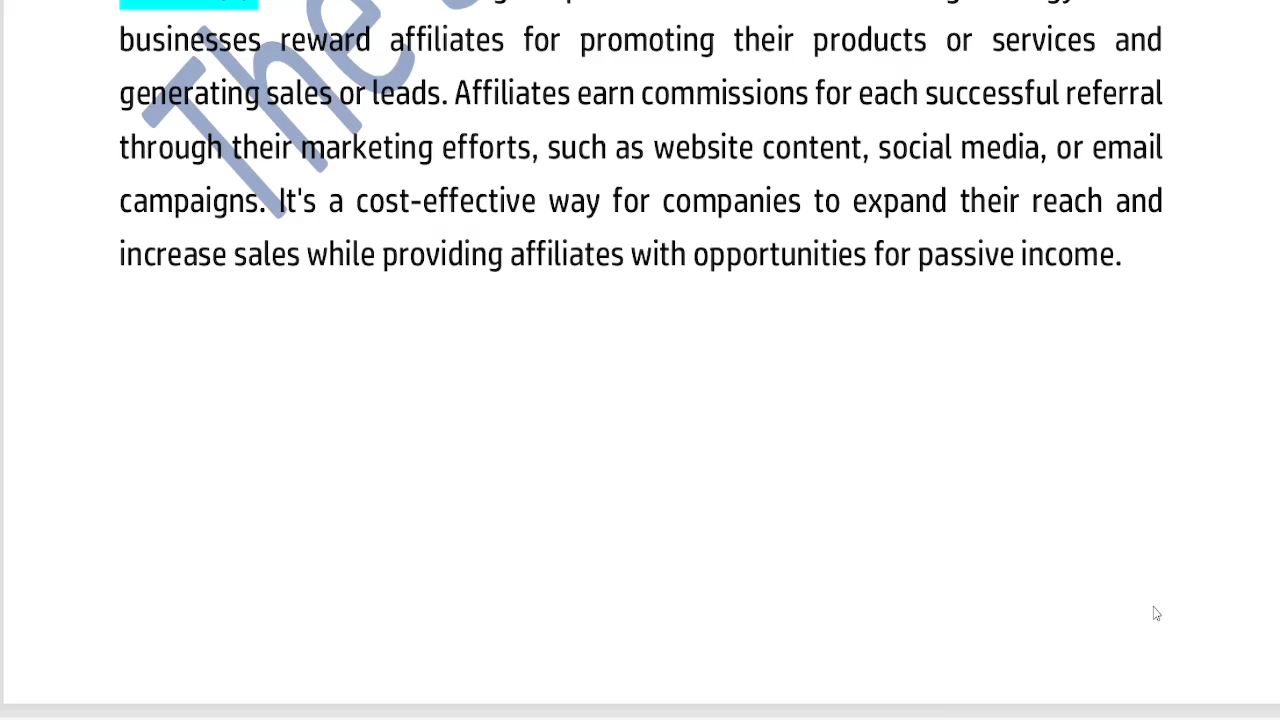 businesses reward affiliates for promoting their products or services and
generating sales or leads. Affiliates earn commissions for each successful referral
through their marketing efforts, such as website content, social media, or email
campaigns. It's a cost-effective way for companies to expand their reach and
increase sales while providing affiliates with opportunities for passive income.
The